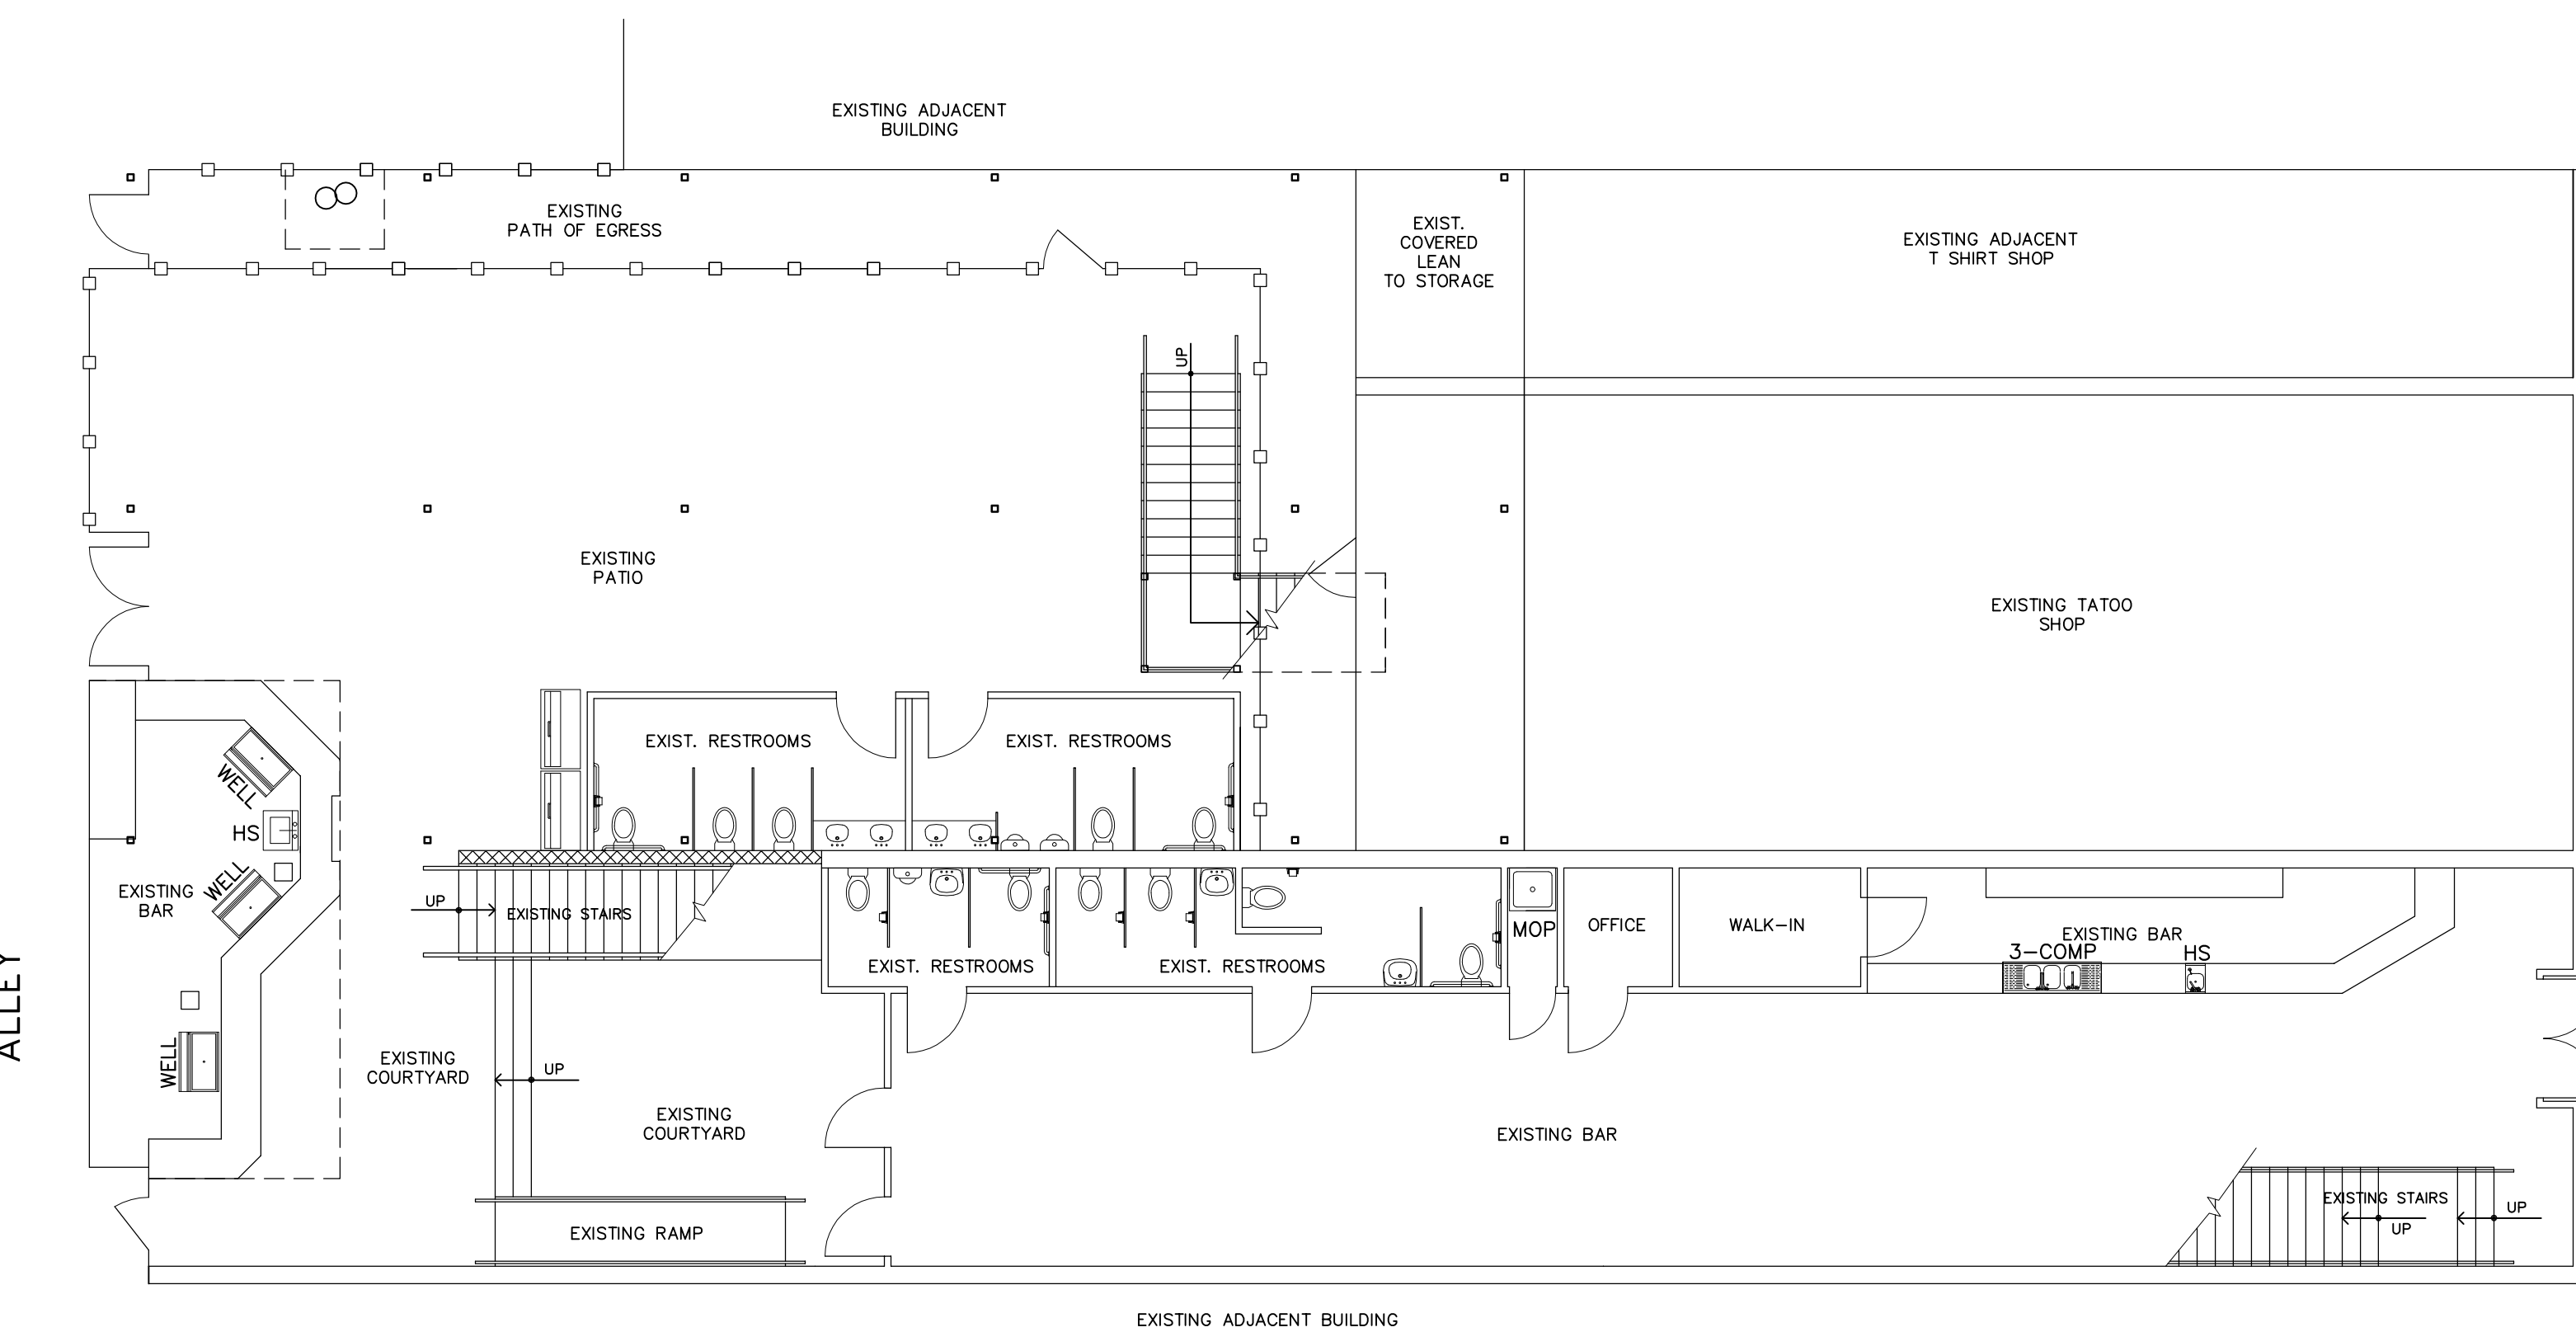 EXISTING ADJACENT
BUILDING
EXISTING
PATH OF EGRESS
EXIST.
COVERED
LEAN
TO STORAGE
EXISTING ADJACENT
T SHIRT SHOP
UP
EXISTING
PATIO
EXISTING TATOO
SHOP
EXIST. RESTROOMS
EXIST. RESTROOMS
WELL
HS
WELL
EXISTING
BAR
UP
EXISTING STAIRS
MOP
OFFICE
WALK-IN
EXISTING BAR
3-COMP
HS
EXIST. RESTROOMS
EXIST. RESTROOMS
ALLEY
WELL
EXISTING
COURTYARD
UP
EXISTING
COURTYARD
EXISTING BAR
EXISTING RAMP
EXISTING STAIRS
UP
UP
EXISTING ADJACENT BUILDING